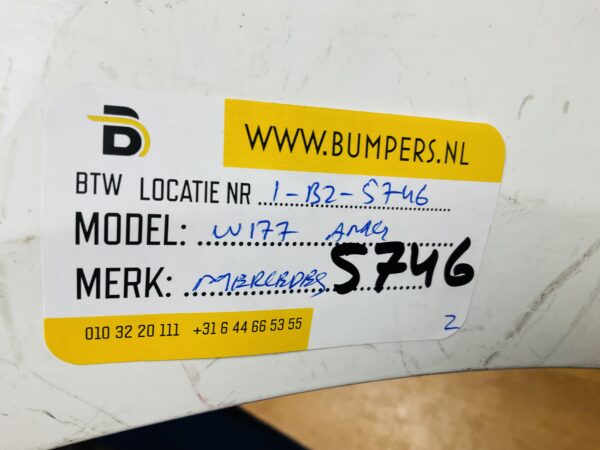 B
WWW.BUMPERS.NL
BTW LOCATIE NR 1-B2-5746
MODEL: W177 AMG
MERK: MERCEDES 5746
010 32 20 111 +31 6 44 66 53 55
2